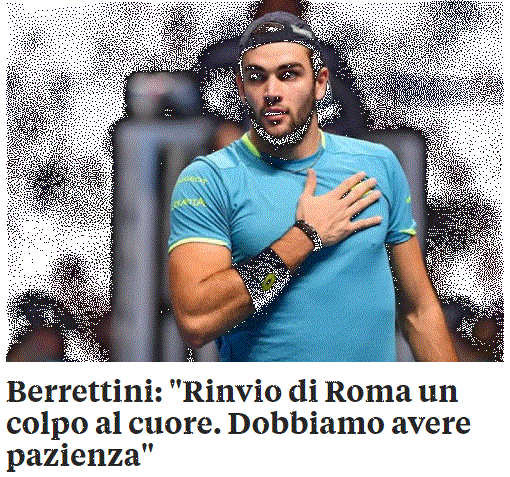 Berrettini: "Rinvio di Roma un
colpo al cuore. Dobbiamo avere
pazienza"